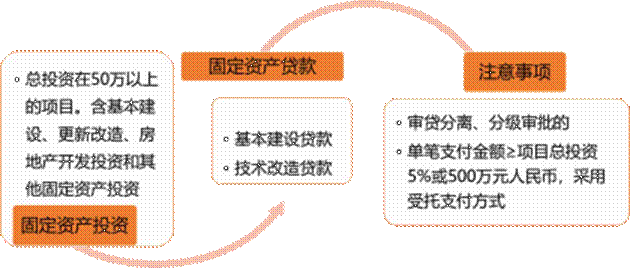 总投资在50万以上
的项目。含基本建
设、更新改造、房
地产开发投资和其
他固定资产投资
固定资产投资
固定资产贷款
基本建设贷款
技术改造贷款
注意事项
审贷分离、分级审批的
单笔支付金额≥项目总投资
5%或500万元人民币，采用
受托支付方式